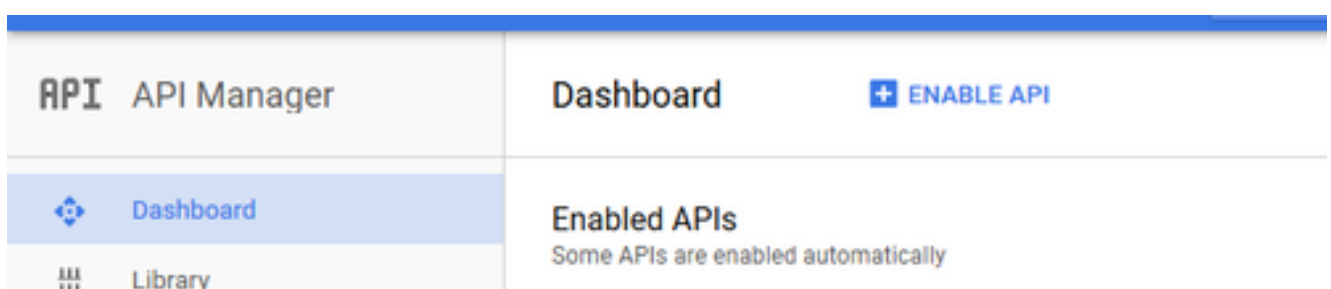 API API Manager
Dashboard
Library
Dashboard
ENABLE API
Enabled APIs
Some APIs are enabled automatically